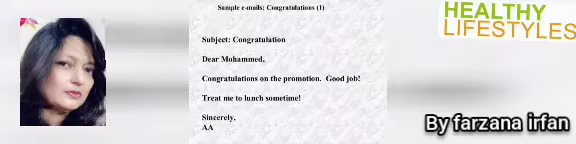 Sample e-mails: Congratulations (1)
Subject: Congratulation
Dear Mohammed,
Congratulations on the promotion. Good job!
Treat me to lunch sometime!
Sincerely,
AA
HEALTHY
LIFESTYLES
By farzana irfan